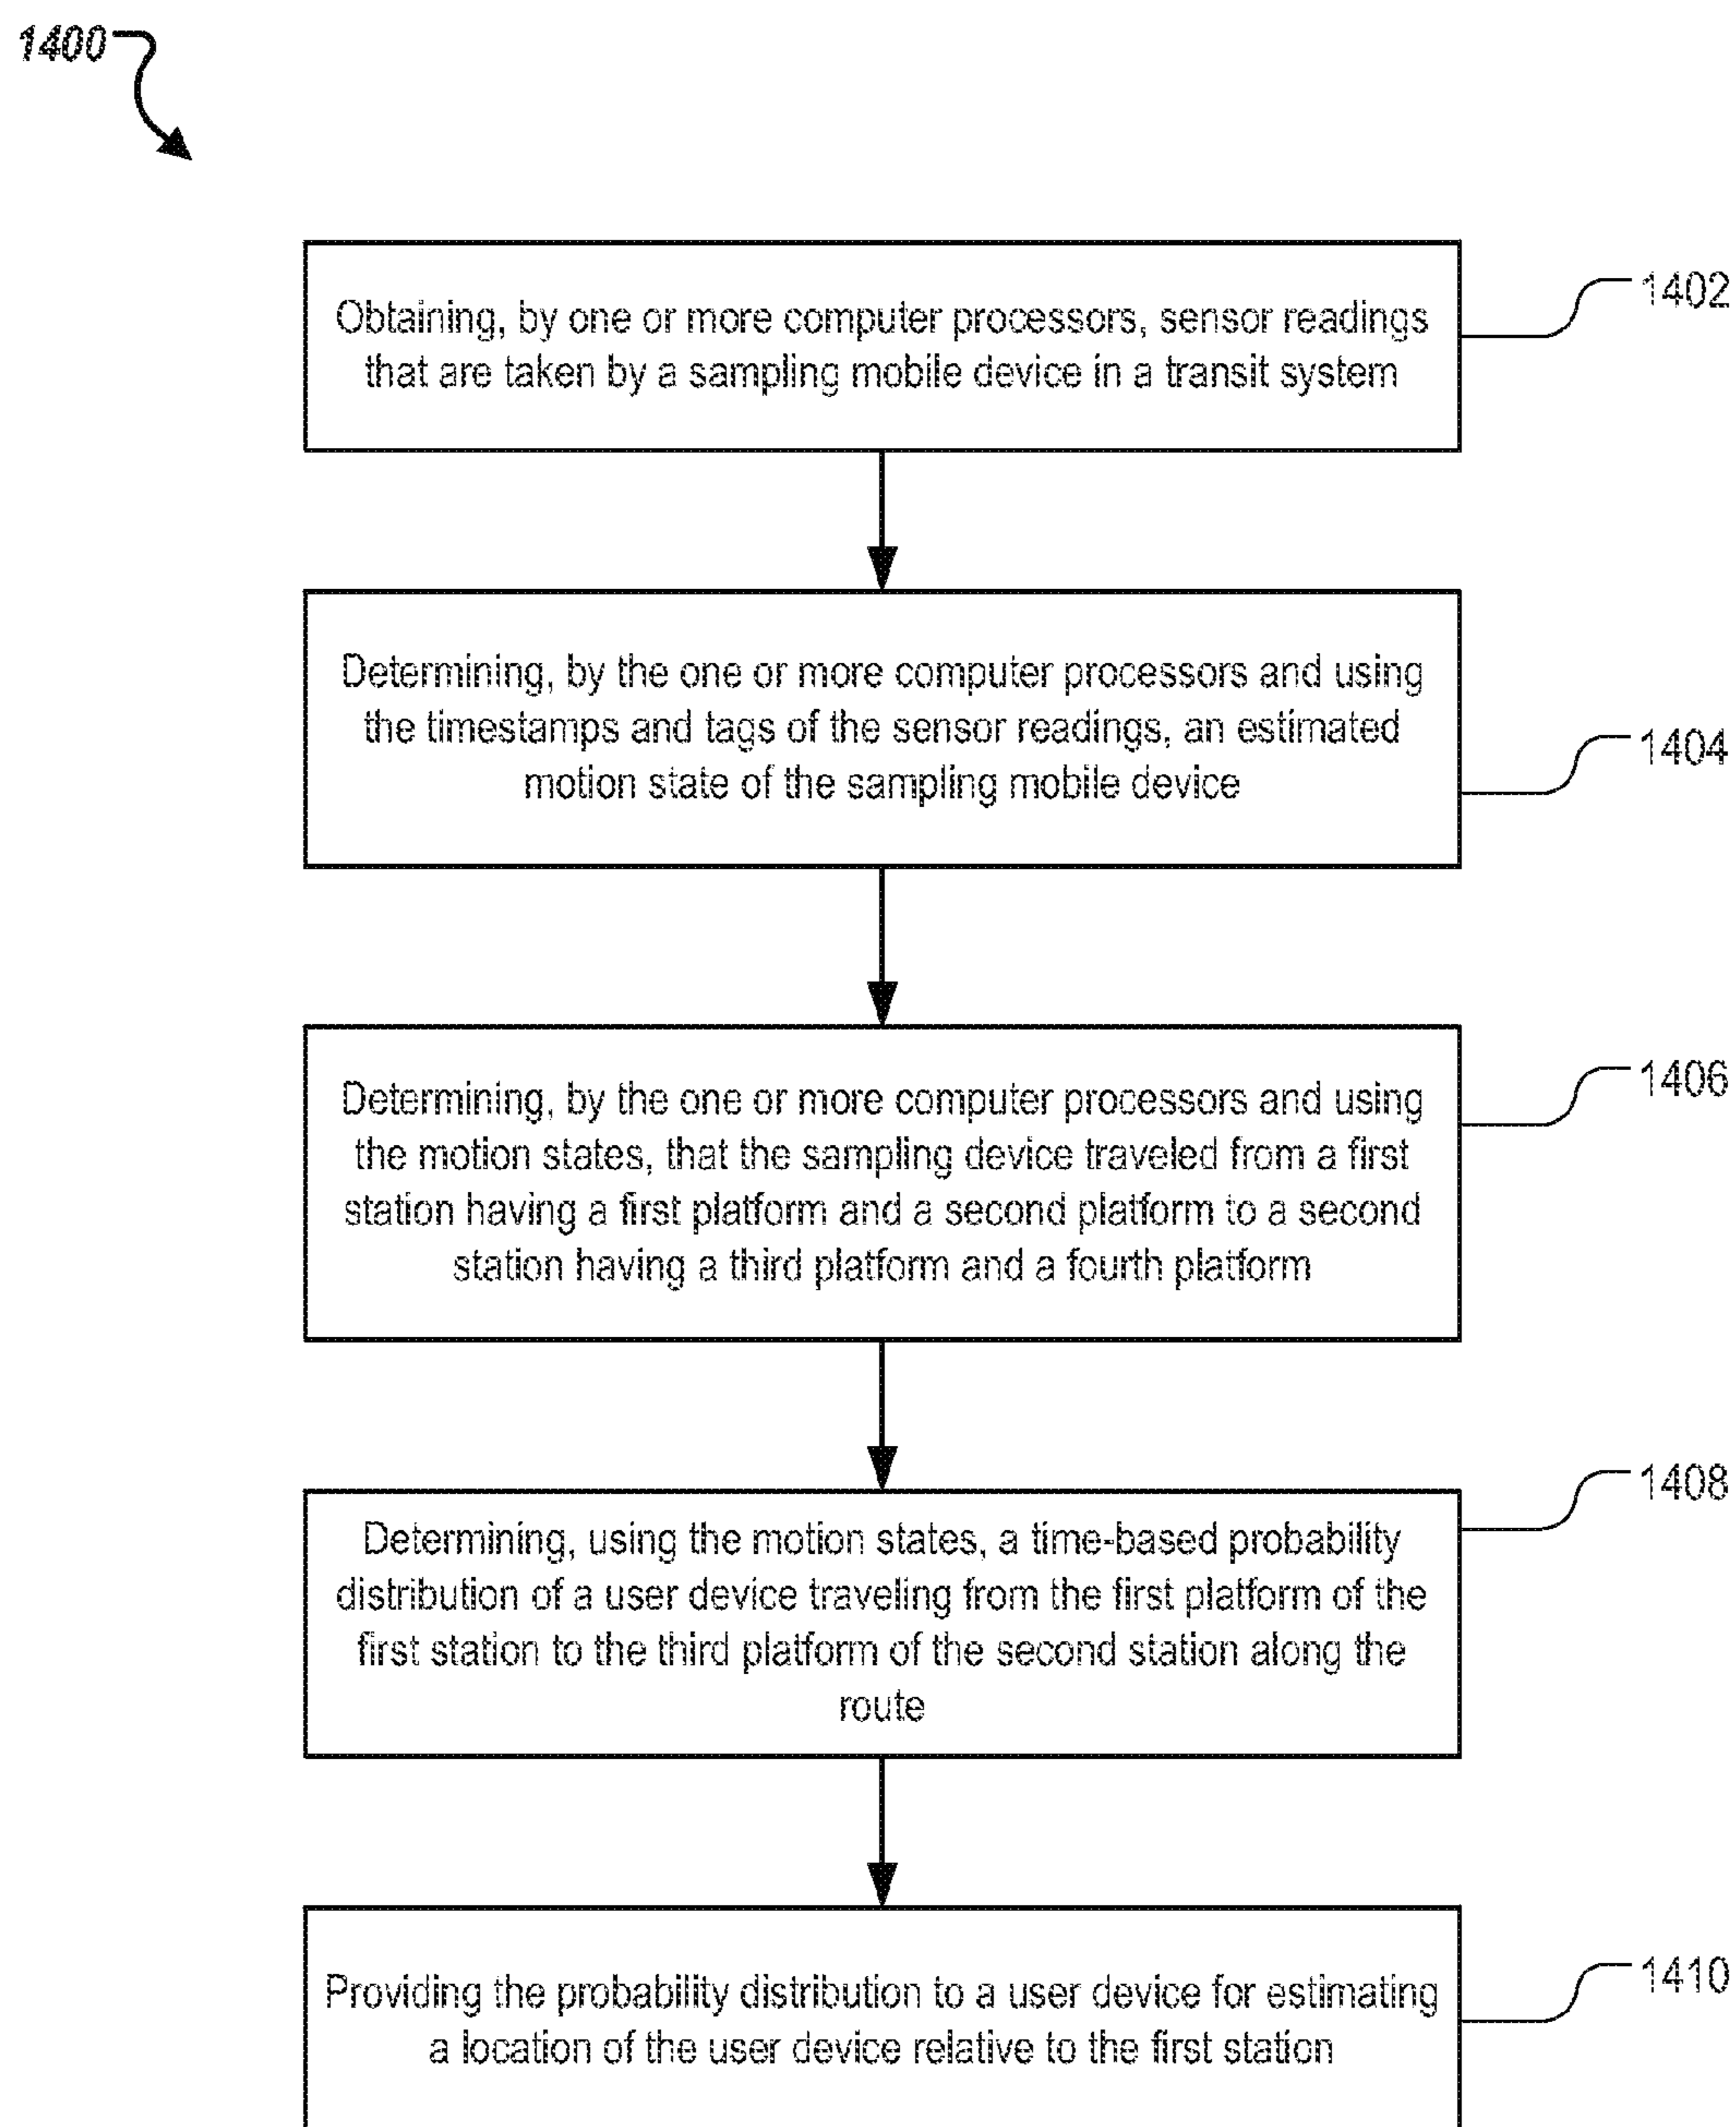 1400
Obtaining, by one or more computer processors, sensor readings
that are taken by a sampling mobile device in a transit system
1402
Determining, by the one or more computer processors and using
the timestamps and tags of the sensor readings, an estimated
motion state of the sampling mobile device
1404
Determining, by the one or more computer processors and using
the motion states, that the sampling device traveled from a first
station having a first platform and a second platform to a second
station having a third platform and a fourth platform
1406
Determining, using the motion states, a time-based probability
distribution of a user device traveling from the first platform of the
first station to the third platform of the second station along the
route
1408
Providing the probability distribution to a user device for estimating
a location of the user device relative to the first station
1410